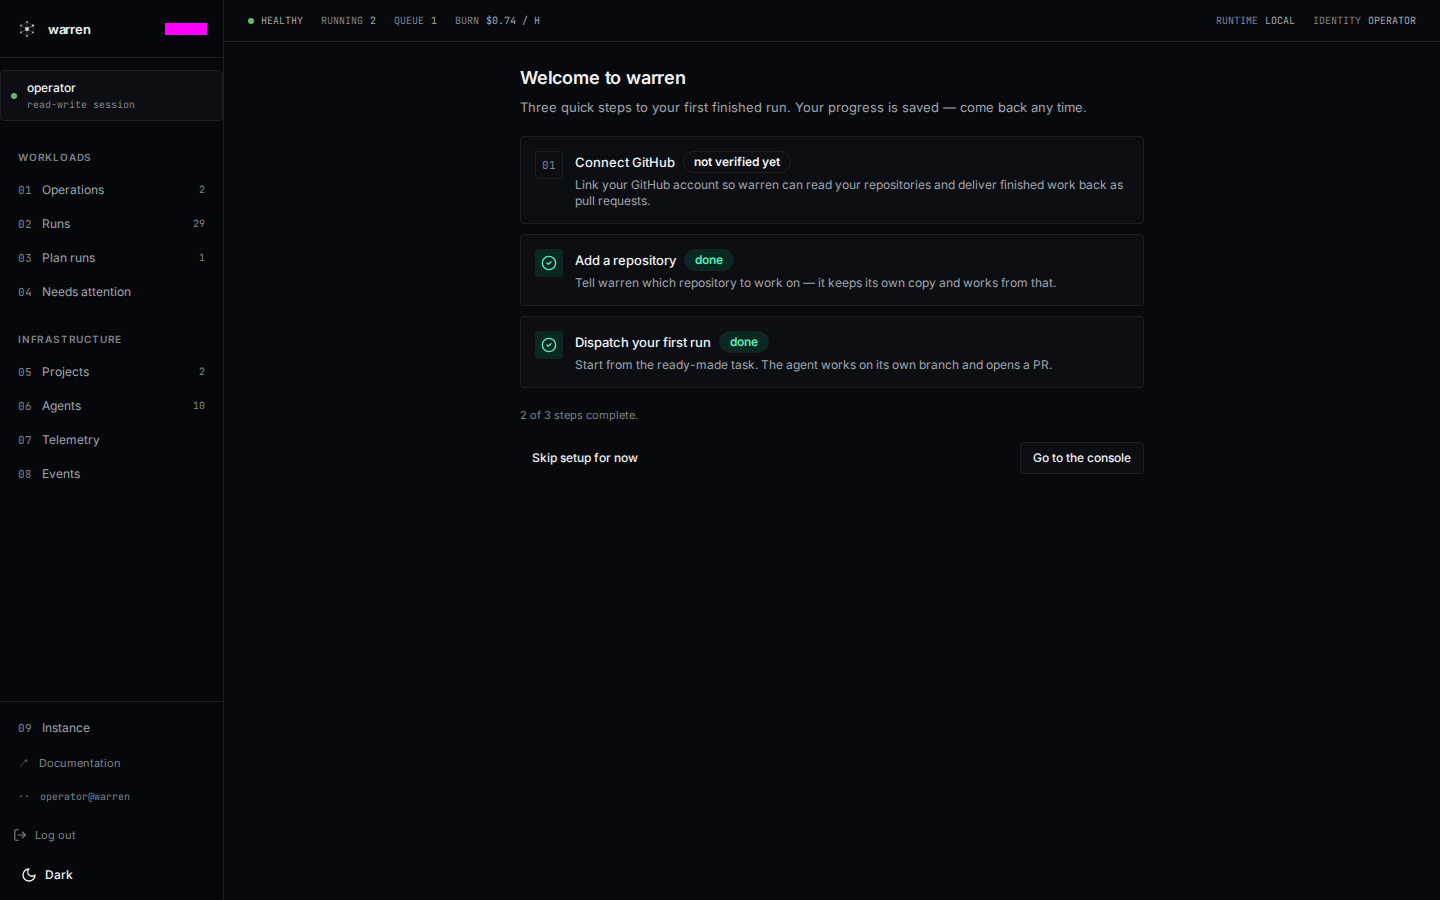 warren
operator
read-write session
WORKLOADS
01 Operations 2
02 Runs 29
03 Plan runs 1
04 Needs attention
INFRASTRUCTURE
05 Projects 2
06 Agents 10
07 Telemetry
08 Events
09 Instance
Documentation
-- operator@warren
Log out
Dark
HEALTHY RUNNING 2 QUEUE 1 BURN $0.74 / H
RUNTIME LOCAL IDENTITY OPERATOR
Welcome to warren
Three quick steps to your first finished run. Your progress is saved — come back any time.
01 Connect GitHub not verified yet
Link your GitHub account so warren can read your repositories and deliver finished work back as
pull requests.
Add a repository done
Tell warren which repository to work on — it keeps its own copy and works from that.
Dispatch your first run done
Start from the ready-made task. The agent works on its own branch and opens a PR.
2 of 3 steps complete.
Skip setup for now
Go to the console